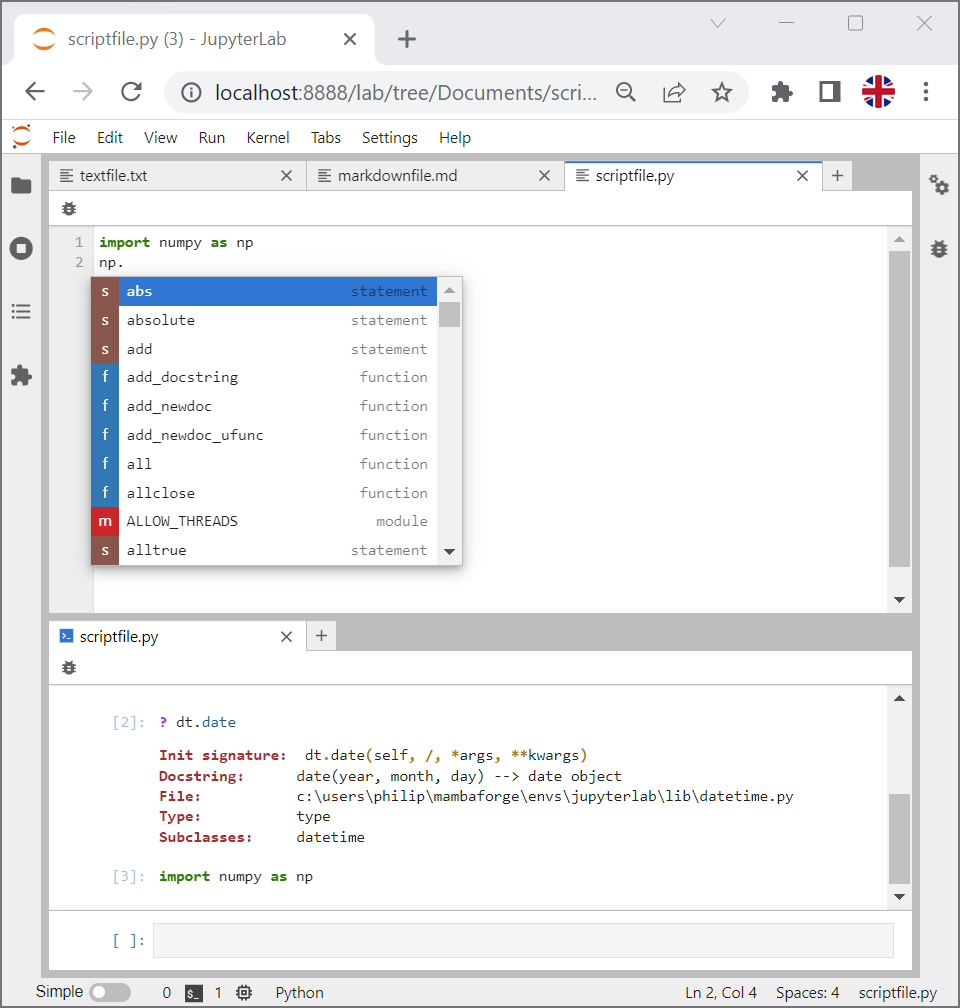 scriptfile.py (3) - JupyterLab
localhost:8888/lab/tree/Documents/scri...
File Edit View Run Kernel Tabs Settings Help
textfile.txt markdownfile.md scriptfile.py
1 import numpy as np
2 np.
s abs statement
s absolute statement
s add statement
f add_docstring function
f add_newdoc function
f add_newdoc_ufunc function
f all function
f allclose function
m ALLOW_THREADS module
s alltrue statement
scriptfile.py
[2]: ? dt.date
Init signature: dt.date(self, /, *args, **kwargs)
Docstring: date(year, month, day) --> date object
File: c:\users\philip\mambaforge\envs\jupyterlab\lib\datetime.py
Type: type
Subclasses: datetime
[3]: import numpy as np
[ ]:
Simple 0 1 Python Ln 2, Col 4 Spaces: 4 scriptfile.py